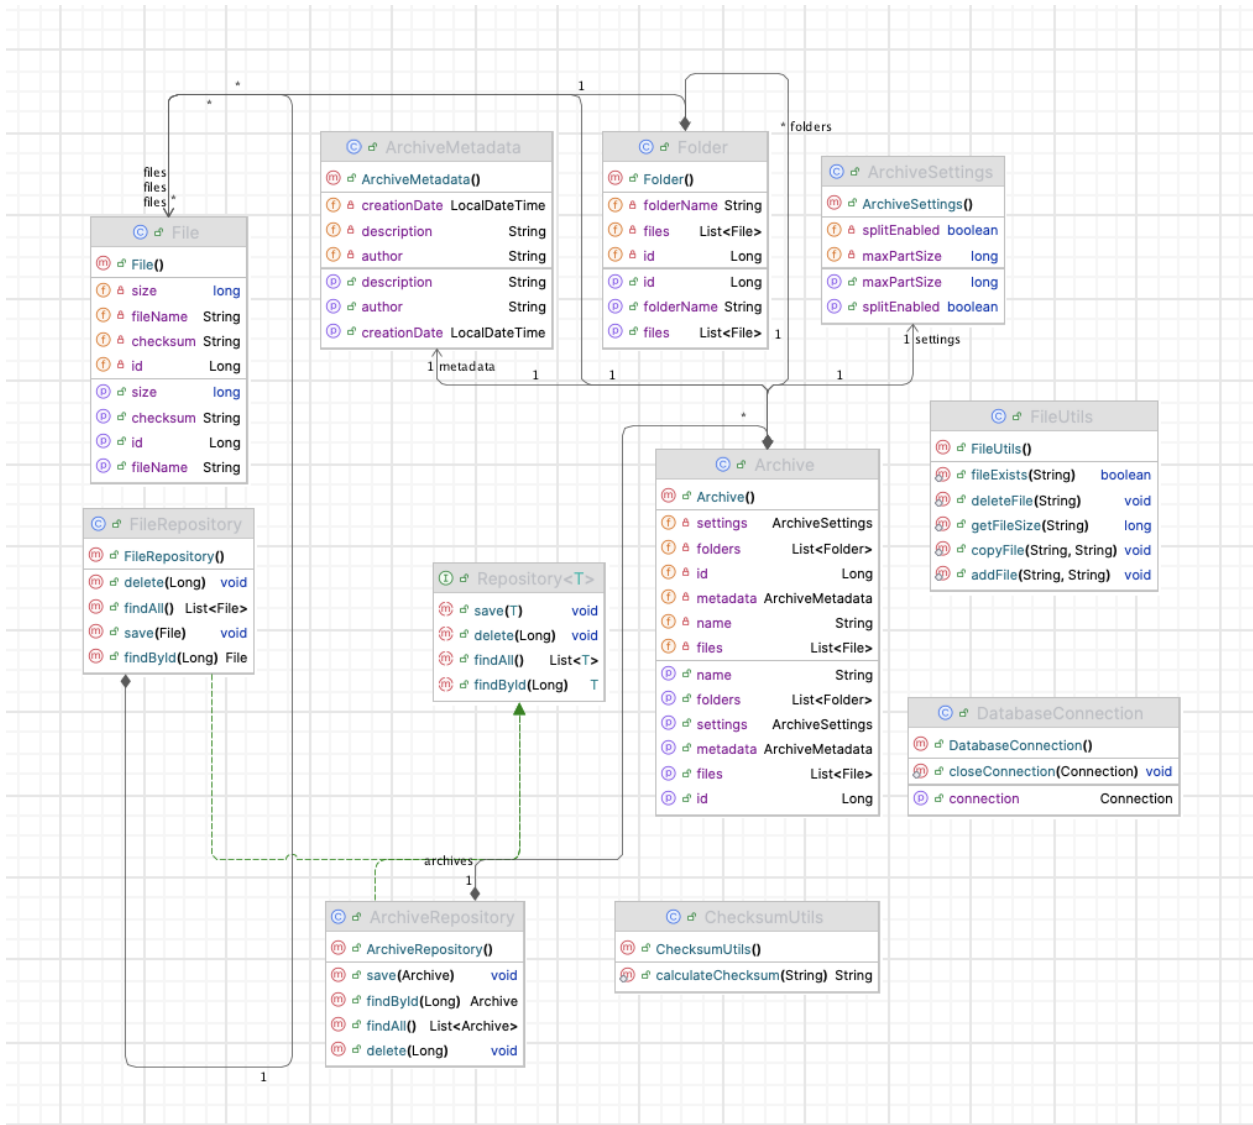 *
1
*
* folders
files
files
files
*
ArchiveMetadata
ArchiveMetadata()
creationDate LocalDateTime
description String
author String
description String
author String
creationDate LocalDateTime
Folder
Folder()
folderName String
files List<File>
id Long
id Long
folderName String
files List<File>
ArchiveSettings
ArchiveSettings()
splitEnabled boolean
maxPartSize long
maxPartSize long
splitEnabled boolean
File
File()
size long
fileName String
checksum String
id Long
size long
checksum String
id Long
fileName String
1
1 settings
1 metadata
1
1
1
*
FileUtils
FileUtils()
fileExists(String) boolean
deleteFile(String) void
getFileSize(String) long
copyFile(String, String) void
addFile(String, String) void
Archive
Archive()
settings ArchiveSettings
folders List<Folder>
id Long
metadata ArchiveMetadata
name String
files List<File>
name String
folders List<Folder>
settings ArchiveSettings
metadata ArchiveMetadata
files List<File>
id Long
FileRepository
FileRepository()
delete(Long) void
findAll() List<File>
save(File) void
findById(Long) File
Repository<T>
save(T) void
delete(Long) void
findAll() List<T>
findById(Long) T
DatabaseConnection
DatabaseConnection()
closeConnection(Connection) void
connection Connection
archives
1
ArchiveRepository
ArchiveRepository()
save(Archive) void
findById(Long) Archive
findAll() List<Archive>
delete(Long) void
ChecksumUtils
ChecksumUtils()
calculateChecksum(String) String
1